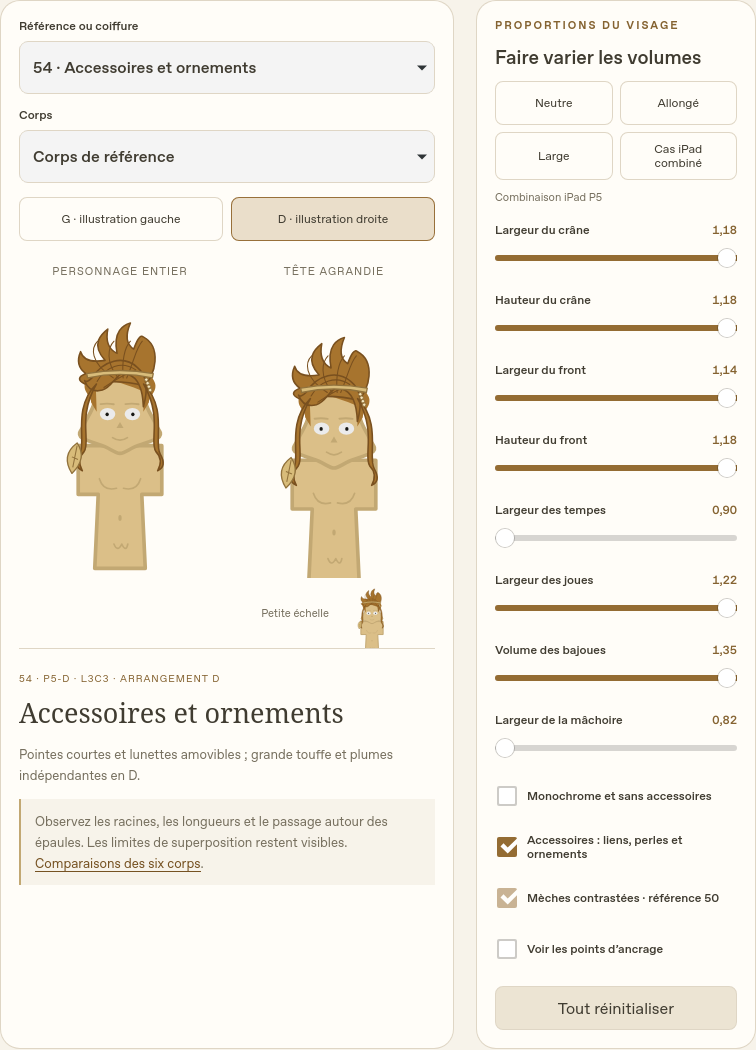 Référence ou coiffure
54 · Accessoires et ornements
Corps
Corps de référence
G · illustration gauche
D · illustration droite
PERSONNAGE ENTIER
TÊTE AGRANDIE
Petite échelle
54 · P5-D · L3C3 · ARRANGEMENT D
Accessoires et ornements
Pointes courtes et lunettes amovibles ; grande touffe et plumes
indépendantes en D.
Observez les racines, les longueurs et le passage autour des
épaules. Les limites de superposition restent visibles.
Comparaisons des six corps.
PROPORTIONS DU VISAGE
Faire varier les volumes
Neutre
Allongé
Large
Cas iPad
combiné
Combinaison iPad P5
Largeur du crâne 1,18
Hauteur du crâne 1,18
Largeur du front 1,14
Hauteur du front 1,18
Largeur des tempes 0,90
Largeur des joues 1,22
Volume des bajoues 1,35
Largeur de la mâchoire 0,82
Monochrome et sans accessoires
Accessoires : liens, perles et
ornements
Mèches contrastées · référence 50
Voir les points d’ancrage
Tout réinitialiser